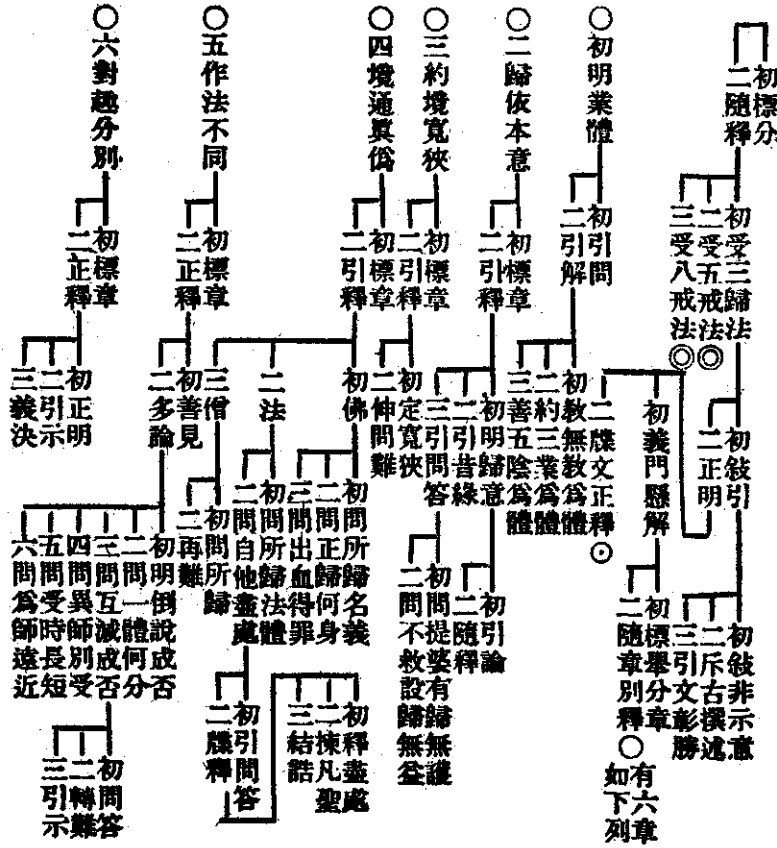 初標分
二隨釋
初受三歸法
二受五戒法◎
三受八戒法◎
初敍引
二正明
初敍非示意
二斥古撰述
三引文彰勝
初義門懸解
二牒文正釋⊙
初標舉分章
二隨章別釋○有六章如下列
○初明業體
初引問
二引解
初敎無敎爲體
二約三業爲體
三善五陰爲體
○二歸依本意
初標章
二引釋
初明歸意
二引昔緣
三引問答
初引論
二隨釋
初問提婆有歸無護
二問不救設歸無益
○三約境寬狹
初標章
二引釋
初定寬狹
二伸問難
○四境通眞僞
初標章
二引釋
初佛
二法
三僧
初問所歸名義
二問正歸何身
三問出血得罪
初問所歸法體
二問自他盡處
初引問答
二牒釋
初釋盡處
二揀凡聖
三結誥
初問所歸
二再難
○五作法不同
初標章
二正釋
初善見
二多論
初明倒說成否
二問一體何分
三問互減成否
四問異師別受
五問受時長短
六問爲師遠近
初問答
二轉難
三引示
○六對趣分別
初標章
二正釋
初正明
二引示
三義決